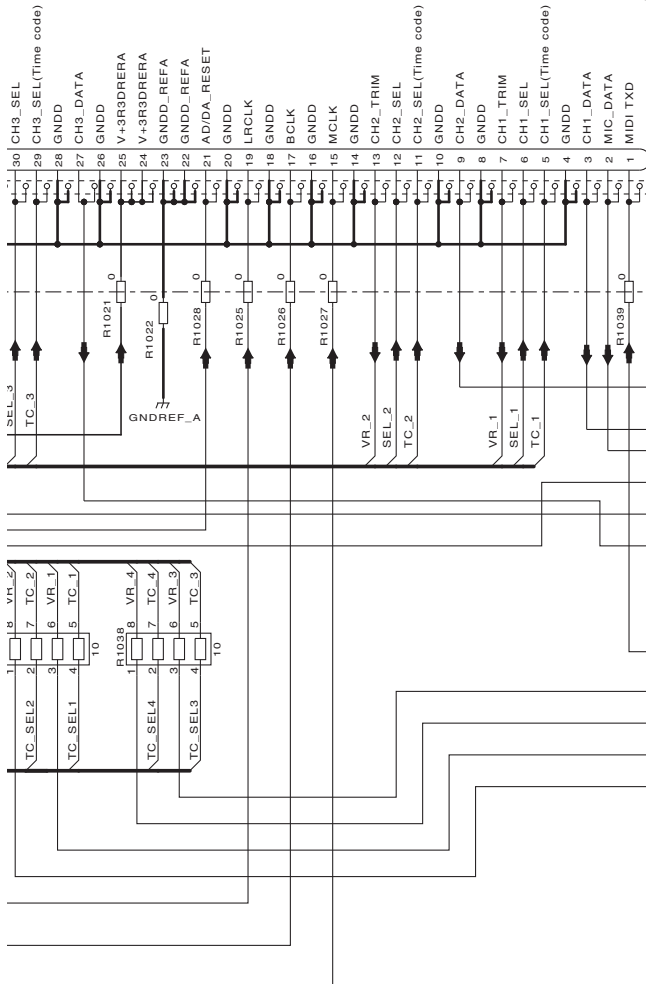 30 CH3_SEL
29 CH3_SEL(Time code)
28 GNDD
27 CH3_DATA
26 GNDD
25 V+3R3DRERA
24 V+3R3DRERA
23 GNDD_REFA
22 GNDD_REFA
21 AD/DA_RESET
20 GNDD
19 LRCLK
18 GNDD
17 BCLK
16 GNDD
15 MCLK
14 GNDD
13 CH2_TRIM
12 CH2_SEL
11 CH2_SEL(Time code)
10 GNDD
9 CH2_DATA
8 GNDD
7 CH1_TRIM
6 CH1_SEL
5 CH1_SEL(Time code)
4 GNDD
3 CH1_DATA
2 MIC_DATA
1 MIDI TXD
R1021 0
R1022 0
R1028 0
R1025 0
R1026 0
R1027 0
R1039 0
GNDREF_A
SEL_3
TC_3
VR_2
SEL_2
TC_2
VR_1
SEL_1
TC_1
VR_2
TC_2
VR_1
TC_1
8
7
6
5
1
2
3
4
10
TC_SEL2
TC_SEL1
VR_4
TC_4
VR_3
TC_3
R1038
8
7
6
5
1
2
3
4
10
TC_SEL4
TC_SEL3